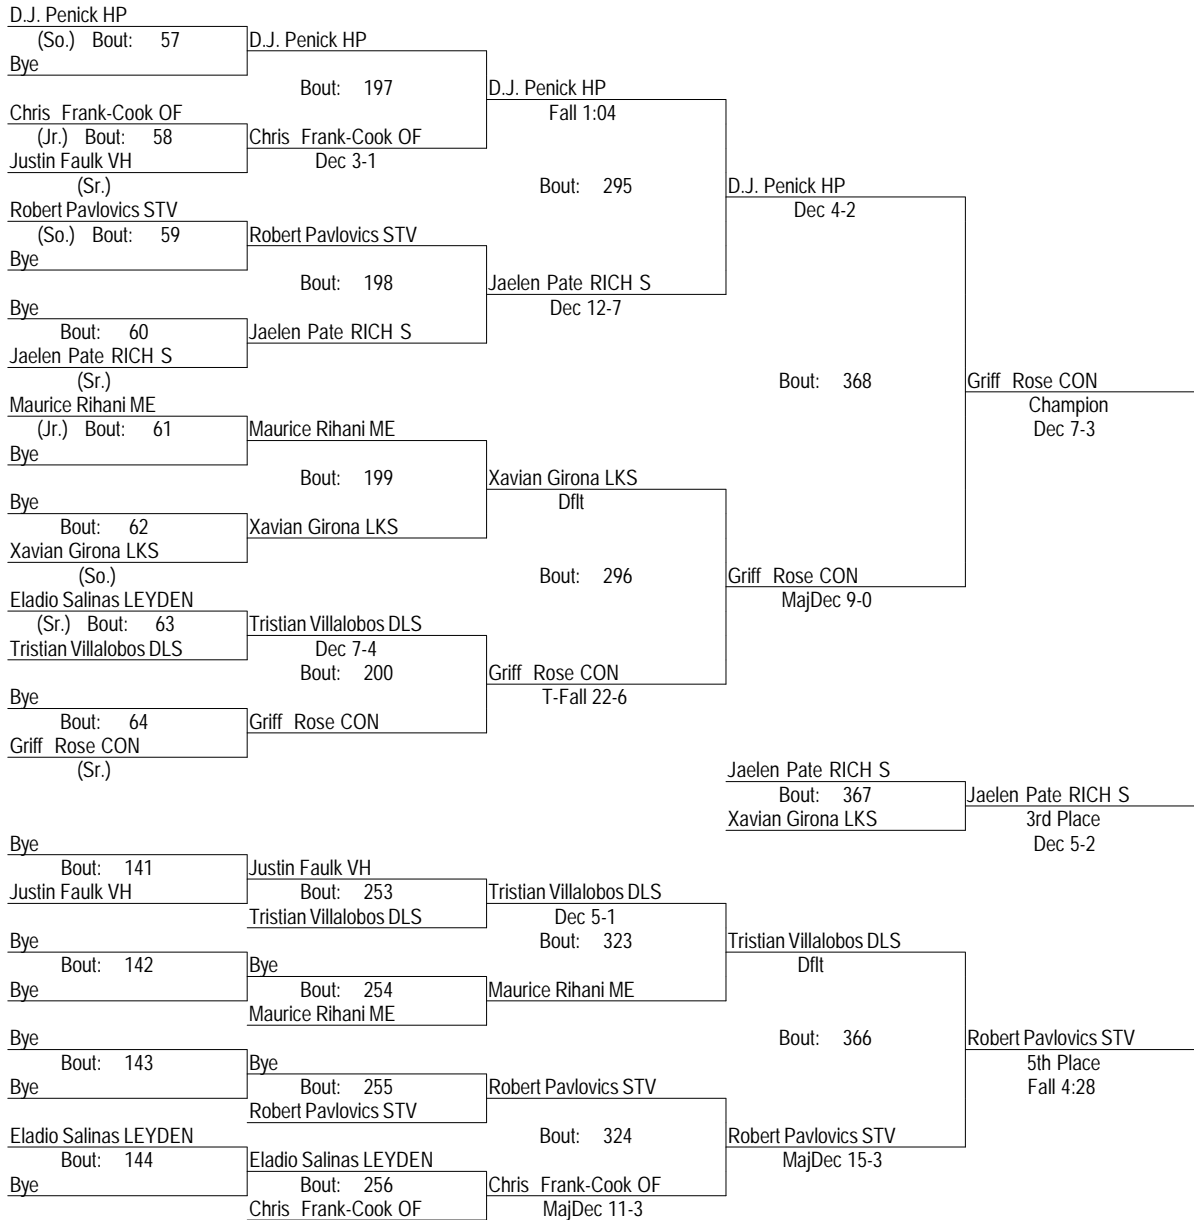 D.J. Penick HP
(So.) Bout: 57 D.J. Penick HP
Bye
Bout: 197 D.J. Penick HP
Chris Frank-Cook OF Fall 1:04
(Jr.) Bout: 58 Chris Frank-Cook OF
Justin Faulk VH Dec 3-1
(Sr.) Bout: 295 D.J. Penick HP
Robert Pavlovics STV Dec 4-2
(So.) Bout: 59 Robert Pavlovics STV
Bye
Bout: 198 Jaelen Pate RICH S
Bye Dec 12-7
Bout: 60 Jaelen Pate RICH S
Jaelen Pate RICH S
(Sr.) Bout: 368 Griff Rose CON
Maurice Rihani ME Champion
(Jr.) Bout: 61 Maurice Rihani ME Dec 7-3
Bye
Bout: 199 Xavian Girona LKS
Bye Dflt
Bout: 62 Xavian Girona LKS
Xavian Girona LKS
(So.) Bout: 296 Griff Rose CON
Eladio Salinas LEYDEN MajDec 9-0
(Sr.) Bout: 63 Tristian Villalobos DLS
Tristian Villalobos DLS Dec 7-4
Bout: 200 Griff Rose CON
Bye T-Fall 22-6
Bout: 64 Griff Rose CON
Griff Rose CON
(Sr.) Jaelen Pate RICH S
Bout: 367 Jaelen Pate RICH S
Xavian Girona LKS 3rd Place
Bye Dec 5-2
Bout: 141 Justin Faulk VH
Justin Faulk VH Bout: 253 Tristian Villalobos DLS
Tristian Villalobos DLS Dec 5-1
Bye Bout: 323 Tristian Villalobos DLS
Bout: 142 Bye Dflt
Bye Bout: 254 Maurice Rihani ME
Maurice Rihani ME
Bye Bout: 366 Robert Pavlovics STV
Bout: 143 Bye 5th Place
Bye Bout: 255 Robert Pavlovics STV Fall 4:28
Robert Pavlovics STV
Eladio Salinas LEYDEN Bout: 324 Robert Pavlovics STV
Bout: 144 Eladio Salinas LEYDEN MajDec 15-3
Bye Bout: 256 Chris Frank-Cook OF
Chris Frank-Cook OF MajDec 11-3